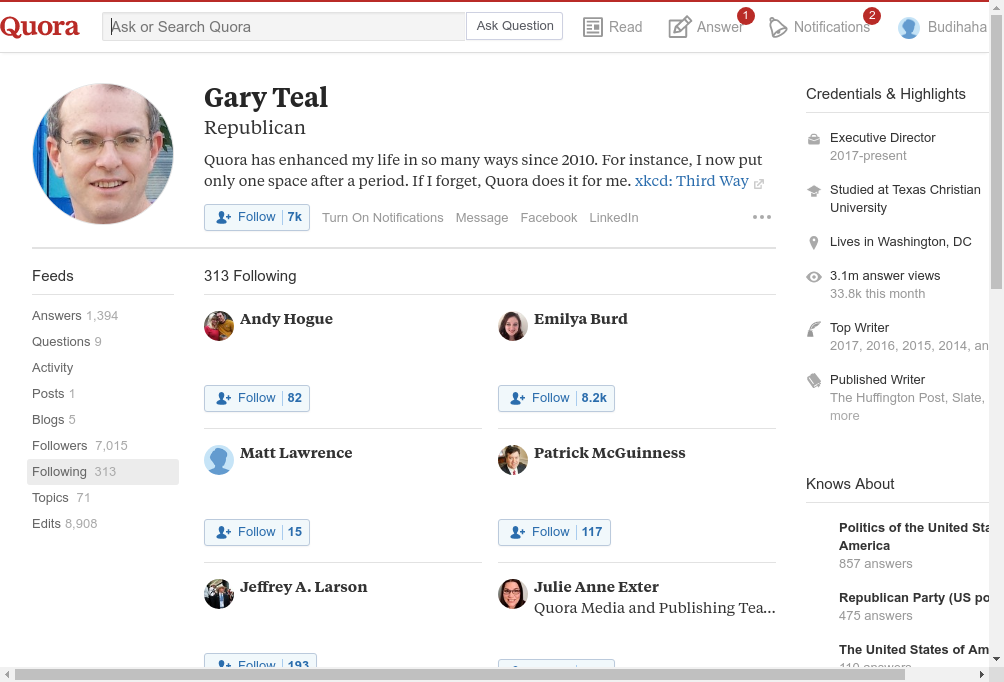 Quora
Ask or Search Quora
Ask Question
Read
Answer
1
Notifications
2
Budihaha
Gary Teal
Republican
Quora has enhanced my life in so many ways since 2010. For instance, I now put
only one space after a period. If I forget, Quora does it for me. xkcd: Third Way
Follow 7k
Turn On Notifications Message Facebook LinkedIn
Feeds
Answers 1,394
Questions 9
Activity
Posts 1
Blogs 5
Followers 7,015
Following 313
Topics 71
Edits 8,908
313 Following
Andy Hogue
Follow 82
Emilya Burd
Follow 8.2k
Matt Lawrence
Follow 15
Patrick McGuinness
Follow 117
Jeffrey A. Larson
Follow 193
Julie Anne Exter
Quora Media and Publishing Tea...
Credentials & Highlights
Executive Director
2017-present
Studied at Texas Christian
University
Lives in Washington, DC
3.1m answer views
33.8k this month
Top Writer
2017, 2016, 2015, 2014, an
Published Writer
The Huffington Post, Slate,
more
Knows About
Politics of the United Sta
America
857 answers
Republican Party (US po
475 answers
The United States of Am
110 answers